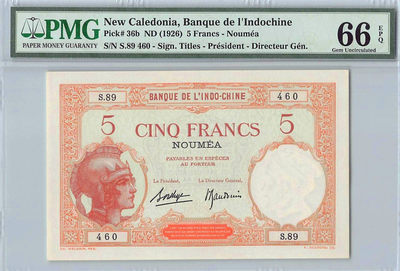 PMG
PAPER MONEY GUARANTY
New Caledonia, Banque de l'Indochine
Pick# 36b ND (1926) 5 Francs - Nouméa
S/N S.89 460 - Sign. Titles - Président - Directeur Gén.
66 EPQ
Gem Uncirculated
BANQUE DE L'INDO-CHINE
S.89 460
5 CINQ FRANCS 5
NOUMÉA
PAYABLES EN ESPÈCES
AU PORTEUR
Le Président, Le Directeur Général,
460 S.89